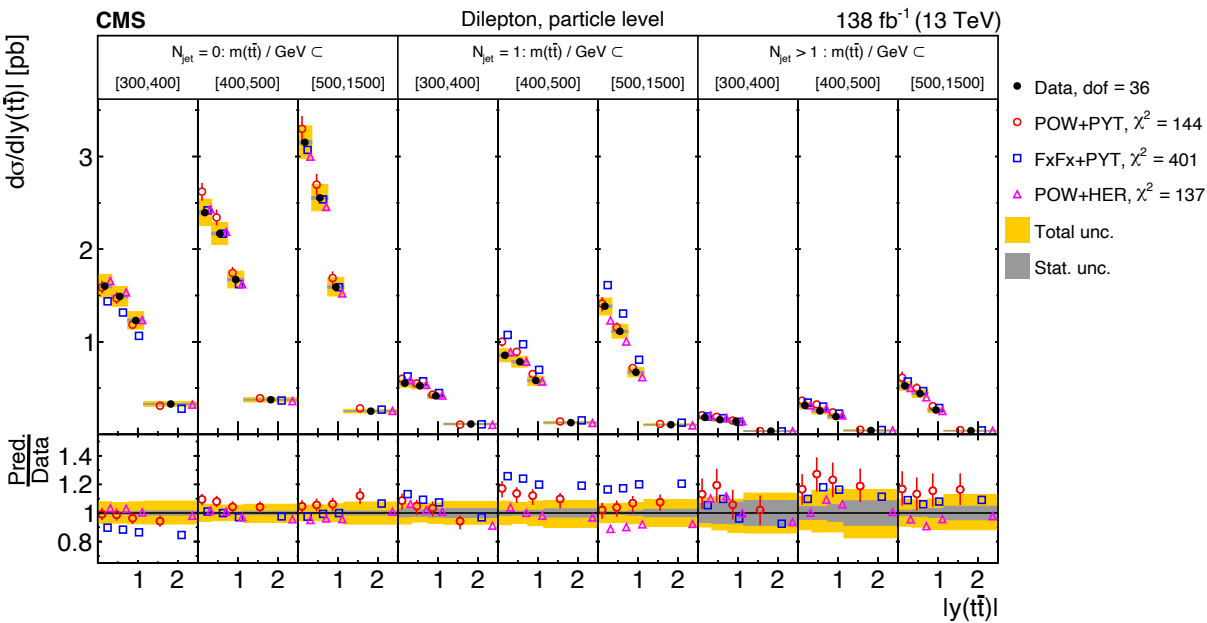 CMS Dilepton, particle level 138 fb⁻¹ (13 TeV)
N_jet = 0: m(tt̄) / GeV ⊂ N_jet = 1: m(tt̄) / GeV ⊂ N_jet > 1 : m(tt̄) / GeV ⊂
[300,400] [400,500] [500,1500] [300,400] [400,500] [500,1500] [300,400] [400,500] [500,1500]
dσ/d|y(tt̄)| [pb]
3
2
1
Data, dof = 36
POW+PYT, χ² = 144
FxFx+PYT, χ² = 401
POW+HER, χ² = 137
Total unc.
Stat. unc.
Pred.
Data
1.4
1.2
1
0.8
1 2 1 2 1 2 1 2 1 2 1 2 1 2 1 2 1 2
|y(tt̄)|